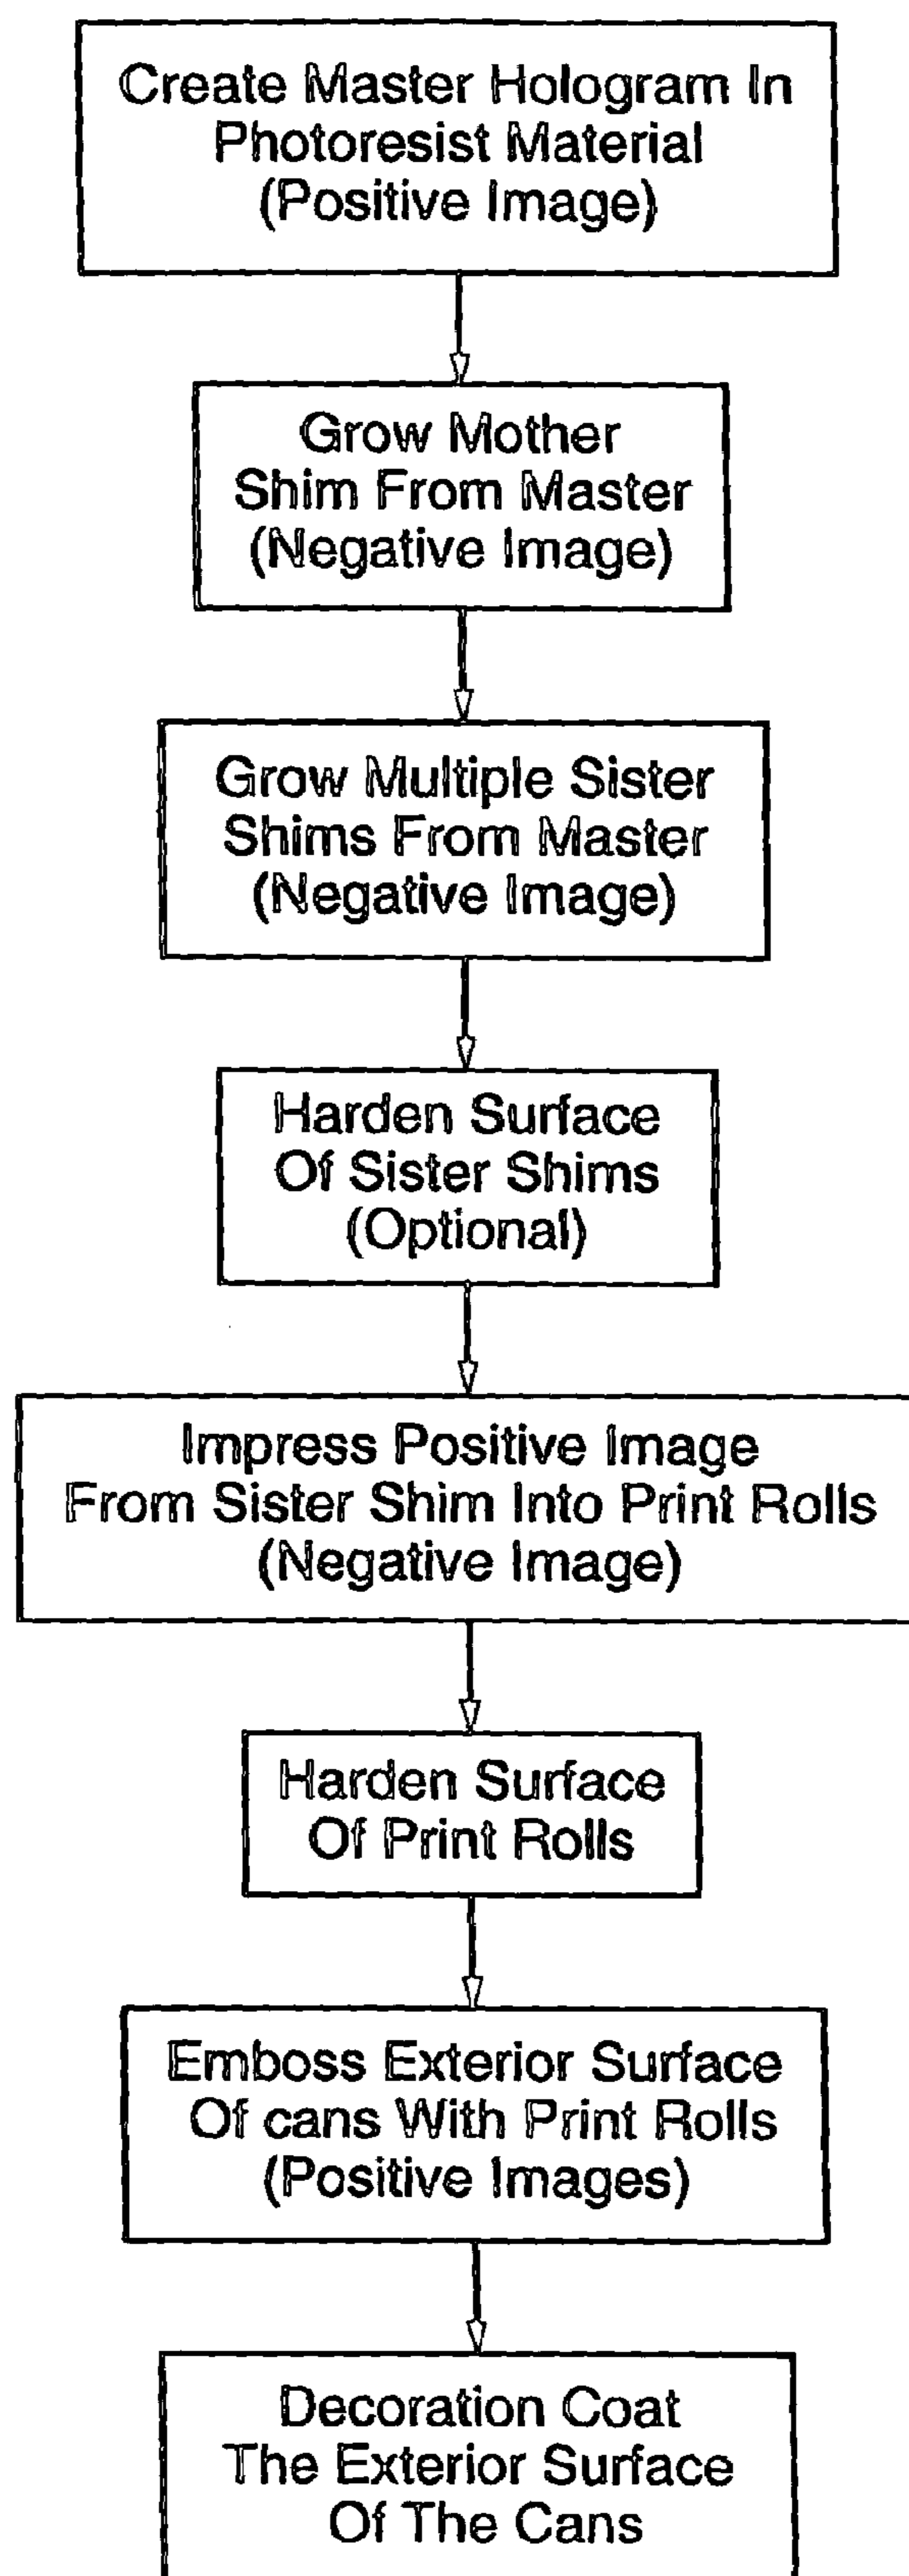 Create Master Hologram In
Photoresist Material
(Positive Image)
Grow Mother
Shim From Master
(Negative Image)
Grow Multiple Sister
Shims From Master
(Negative Image)
Harden Surface
Of Sister Shims
(Optional)
Impress Positive Image
From Sister Shim Into Print Rolls
(Negative Image)
Harden Surface
Of Print Rolls
Emboss Exterior Surface
Of cans With Print Rolls
(Positive Images)
Decoration Coat
The Exterior Surface
Of The Cans